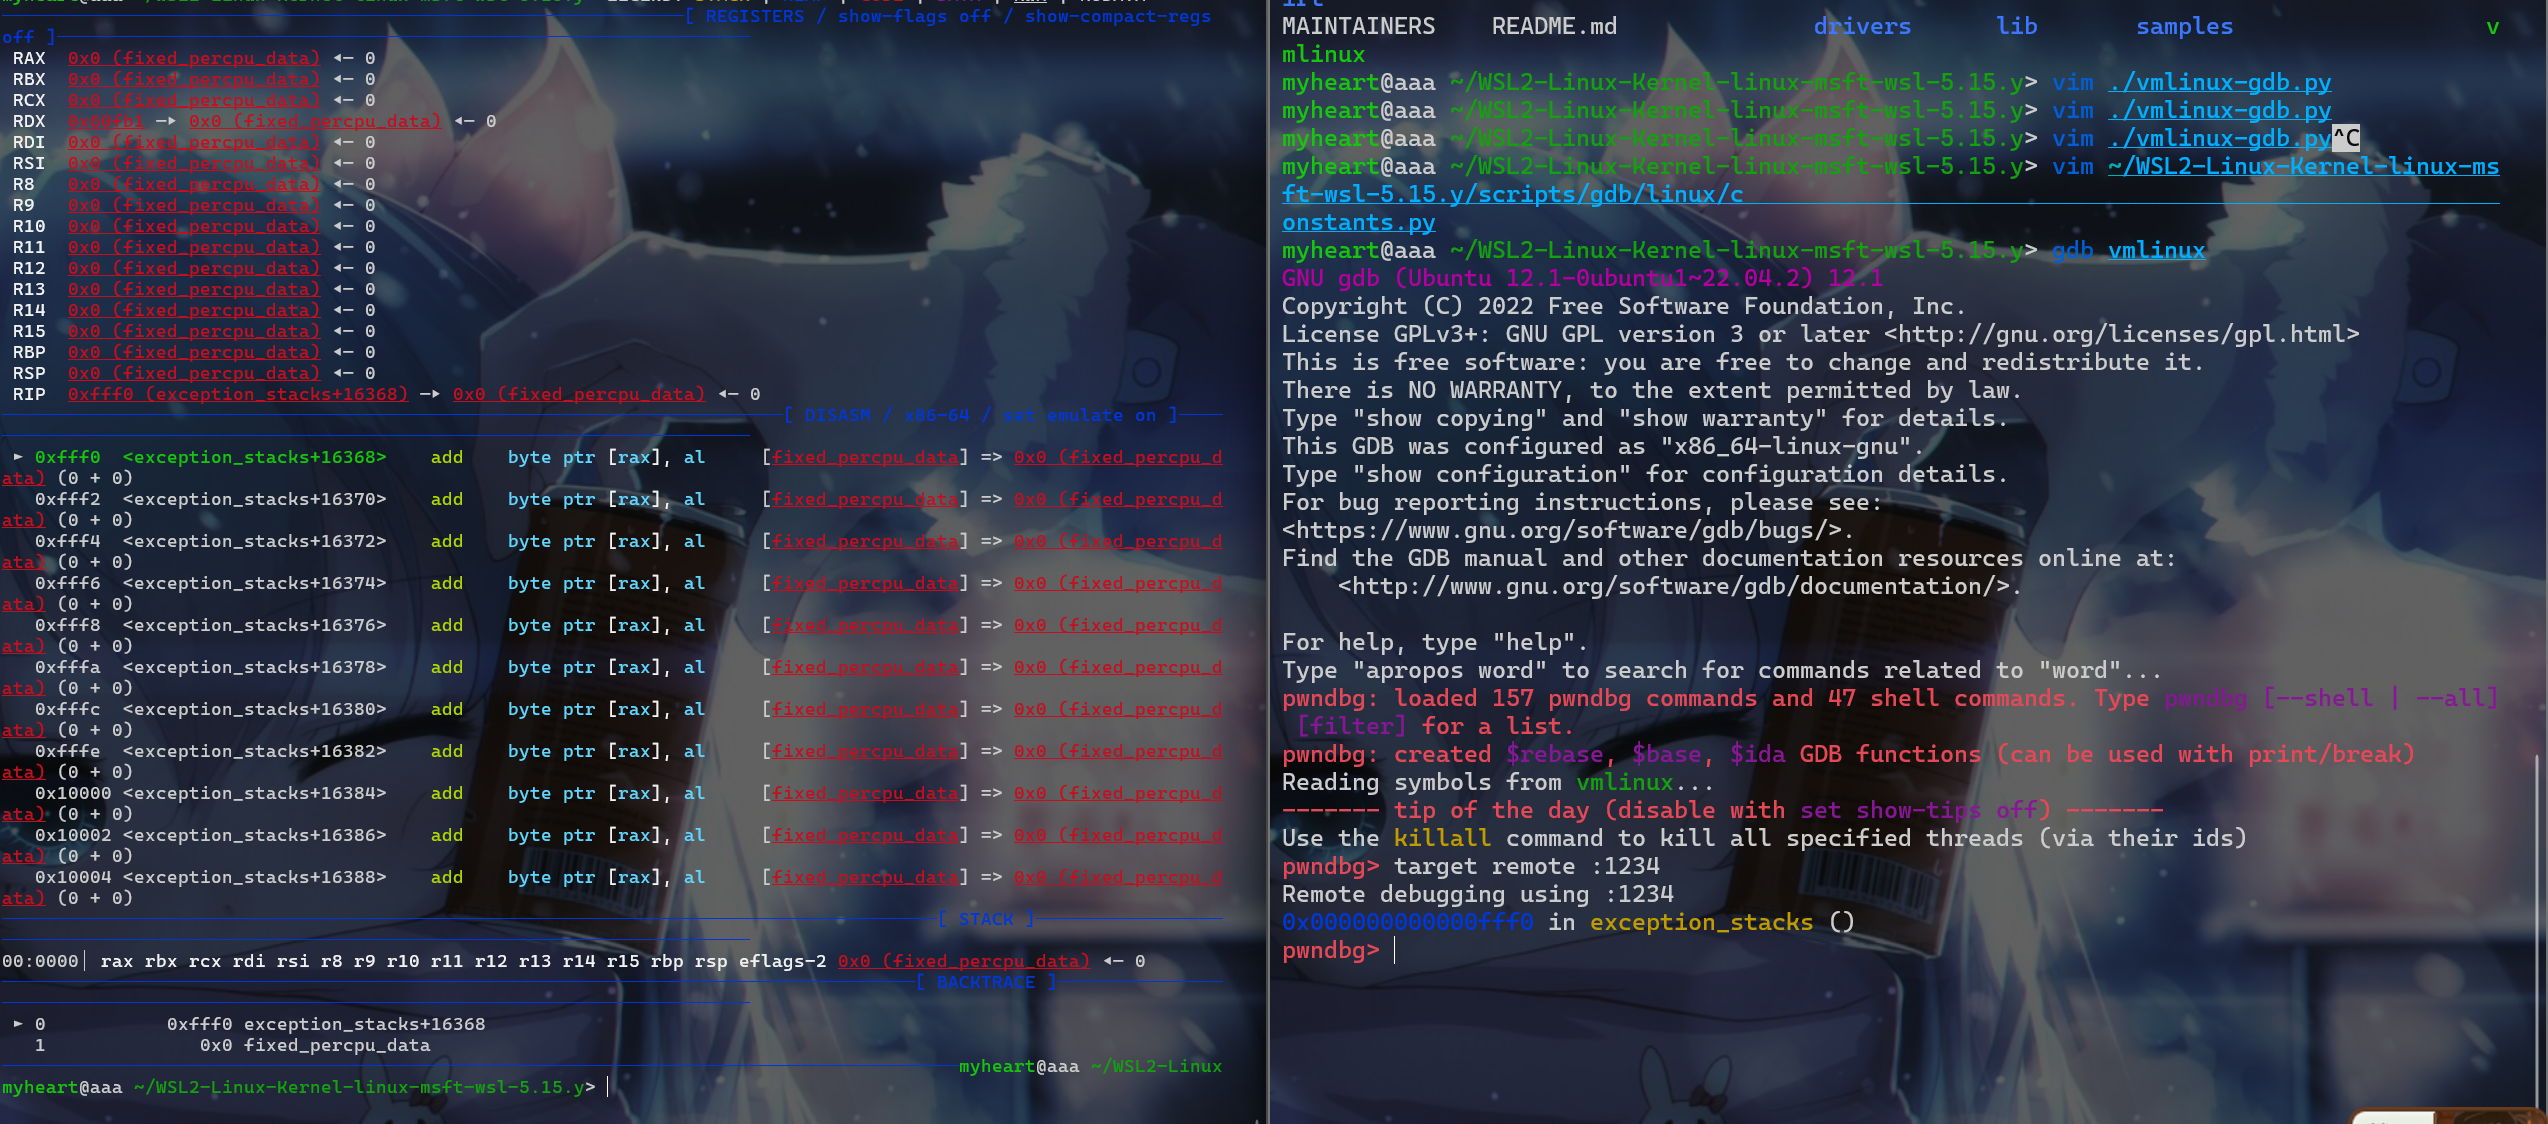 [ REGISTERS / show-flags off / show-compact-regs
off ]
RAX 0x0 (fixed_percpu_data) ◂— 0
RBX 0x0 (fixed_percpu_data) ◂— 0
RCX 0x0 (fixed_percpu_data) ◂— 0
RDX 0x60fb1 —▸ 0x0 (fixed_percpu_data) ◂— 0
RDI 0x0 (fixed_percpu_data) ◂— 0
RSI 0x0 (fixed_percpu_data) ◂— 0
R8 0x0 (fixed_percpu_data) ◂— 0
R9 0x0 (fixed_percpu_data) ◂— 0
R10 0x0 (fixed_percpu_data) ◂— 0
R11 0x0 (fixed_percpu_data) ◂— 0
R12 0x0 (fixed_percpu_data) ◂— 0
R13 0x0 (fixed_percpu_data) ◂— 0
R14 0x0 (fixed_percpu_data) ◂— 0
R15 0x0 (fixed_percpu_data) ◂— 0
RBP 0x0 (fixed_percpu_data) ◂— 0
RSP 0x0 (fixed_percpu_data) ◂— 0
RIP 0xfff0 (exception_stacks+16368) —▸ 0x0 (fixed_percpu_data) ◂— 0
[ DISASM / x86-64 / set emulate on ]
► 0xfff0 <exception_stacks+16368> add byte ptr [rax], al [fixed_percpu_data] => 0x0 (fixed_percpu_d
ata) (0 + 0)
0xfff2 <exception_stacks+16370> add byte ptr [rax], al [fixed_percpu_data] => 0x0 (fixed_percpu_d
ata) (0 + 0)
0xfff4 <exception_stacks+16372> add byte ptr [rax], al [fixed_percpu_data] => 0x0 (fixed_percpu_d
ata) (0 + 0)
0xfff6 <exception_stacks+16374> add byte ptr [rax], al [fixed_percpu_data] => 0x0 (fixed_percpu_d
ata) (0 + 0)
0xfff8 <exception_stacks+16376> add byte ptr [rax], al [fixed_percpu_data] => 0x0 (fixed_percpu_d
ata) (0 + 0)
0xfffa <exception_stacks+16378> add byte ptr [rax], al [fixed_percpu_data] => 0x0 (fixed_percpu_d
ata) (0 + 0)
0xfffc <exception_stacks+16380> add byte ptr [rax], al [fixed_percpu_data] => 0x0 (fixed_percpu_d
ata) (0 + 0)
0xfffe <exception_stacks+16382> add byte ptr [rax], al [fixed_percpu_data] => 0x0 (fixed_percpu_d
ata) (0 + 0)
0x10000 <exception_stacks+16384> add byte ptr [rax], al [fixed_percpu_data] => 0x0 (fixed_percpu_d
ata) (0 + 0)
0x10002 <exception_stacks+16386> add byte ptr [rax], al [fixed_percpu_data] => 0x0 (fixed_percpu_d
ata) (0 + 0)
0x10004 <exception_stacks+16388> add byte ptr [rax], al [fixed_percpu_data] => 0x0 (fixed_percpu_d
ata) (0 + 0)
[ STACK ]
00:0000│ rax rbx rcx rdi rsi r8 r9 r10 r11 r12 r13 r14 r15 rbp rsp eflags-2 0x0 (fixed_percpu_data) ◂— 0
[ BACKTRACE ]
► 0 0xfff0 exception_stacks+16368
1 0x0 fixed_percpu_data
myheart@aaa ~/WSL2-Linux
myheart@aaa ~/WSL2-Linux-Kernel-linux-msft-wsl-5.15.y>
MAINTAINERS README.md drivers lib samples v
mlinux
myheart@aaa ~/WSL2-Linux-Kernel-linux-msft-wsl-5.15.y> vim ./vmlinux-gdb.py
myheart@aaa ~/WSL2-Linux-Kernel-linux-msft-wsl-5.15.y> vim ./vmlinux-gdb.py
myheart@aaa ~/WSL2-Linux-Kernel-linux-msft-wsl-5.15.y> vim ./vmlinux-gdb.py^C
myheart@aaa ~/WSL2-Linux-Kernel-linux-msft-wsl-5.15.y> vim ~/WSL2-Linux-Kernel-linux-ms
ft-wsl-5.15.y/scripts/gdb/linux/c
onstants.py
myheart@aaa ~/WSL2-Linux-Kernel-linux-msft-wsl-5.15.y> gdb vmlinux
GNU gdb (Ubuntu 12.1-0ubuntu1~22.04.2) 12.1
Copyright (C) 2022 Free Software Foundation, Inc.
License GPLv3+: GNU GPL version 3 or later <http://gnu.org/licenses/gpl.html>
This is free software: you are free to change and redistribute it.
There is NO WARRANTY, to the extent permitted by law.
Type "show copying" and "show warranty" for details.
This GDB was configured as "x86_64-linux-gnu".
Type "show configuration" for configuration details.
For bug reporting instructions, please see:
<https://www.gnu.org/software/gdb/bugs/>.
Find the GDB manual and other documentation resources online at:
<http://www.gnu.org/software/gdb/documentation/>.
For help, type "help".
Type "apropos word" to search for commands related to "word"...
pwndbg: loaded 157 pwndbg commands and 47 shell commands. Type pwndbg [--shell | --all]
[filter] for a list.
pwndbg: created $rebase, $base, $ida GDB functions (can be used with print/break)
Reading symbols from vmlinux...
------- tip of the day (disable with set show-tips off) -------
Use the killall command to kill all specified threads (via their ids)
pwndbg> target remote :1234
Remote debugging using :1234
0x000000000000fff0 in exception_stacks ()
pwndbg>